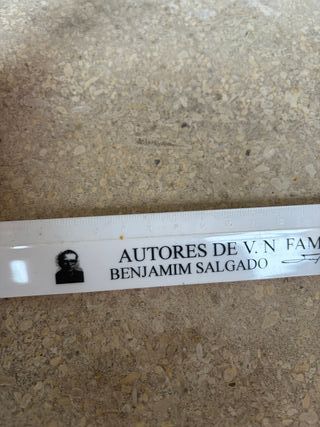 AUTORES DE V. N FAM
BENJAMIM SALGADO